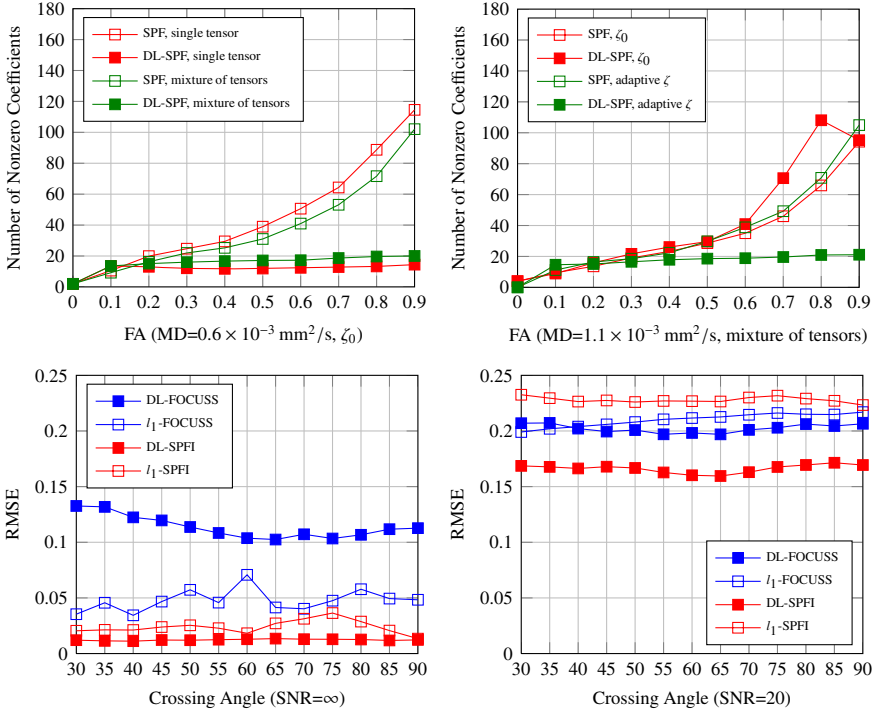 180
160
140
120
100
80
60
40
20
0
Number of Nonzero Coefficients
SPF, single tensor
DL-SPF, single tensor
SPF, mixture of tensors
DL-SPF, mixture of tensors
0 0.1 0.2 0.3 0.4 0.5 0.6 0.7 0.8 0.9
FA (MD=0.6 × 10⁻³ mm²/s, ζ₀)
180
160
140
120
100
80
60
40
20
0
Number of Nonzero Coefficients
SPF, ζ₀
DL-SPF, ζ₀
SPF, adaptive ζ
DL-SPF, adaptive ζ
0 0.1 0.2 0.3 0.4 0.5 0.6 0.7 0.8 0.9
FA (MD=1.1 × 10⁻³ mm²/s, mixture of tensors)
0.25
0.2
0.15
0.1
0.05
0
RMSE
DL-FOCUSS
l₁-FOCUSS
DL-SPFI
l₁-SPFI
30 35 40 45 50 55 60 65 70 75 80 85 90
Crossing Angle (SNR=∞)
0.25
0.2
0.15
0.1
0.05
0
RMSE
DL-FOCUSS
l₁-FOCUSS
DL-SPFI
l₁-SPFI
30 35 40 45 50 55 60 65 70 75 80 85 90
Crossing Angle (SNR=20)